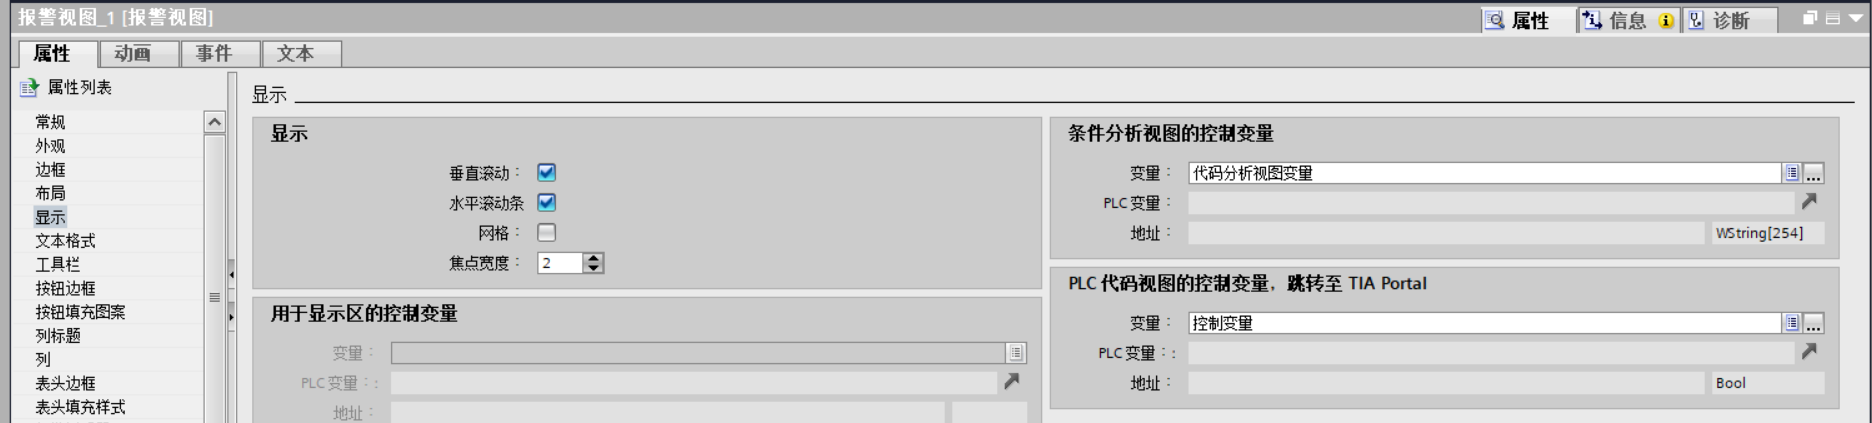 报警视图_1 [报警视图]
属性 信息 诊断
属性 动画 事件 文本
属性列表
常规
外观
边框
布局
显示
文本格式
工具栏
按钮边框
按钮填充图案
列标题
列
表头边框
表头填充样式
显示
显示
垂直滚动：
水平滚动条
网格：
焦点宽度： 2
用于显示区的控制变量
变量：
PLC 变量：:
地址：
条件分析视图的控制变量
变量： 代码分析视图变量
PLC 变量：
地址： WString[254]
PLC 代码视图的控制变量，跳转至 TIA Portal
变量： 控制变量
PLC 变量：:
地址： Bool